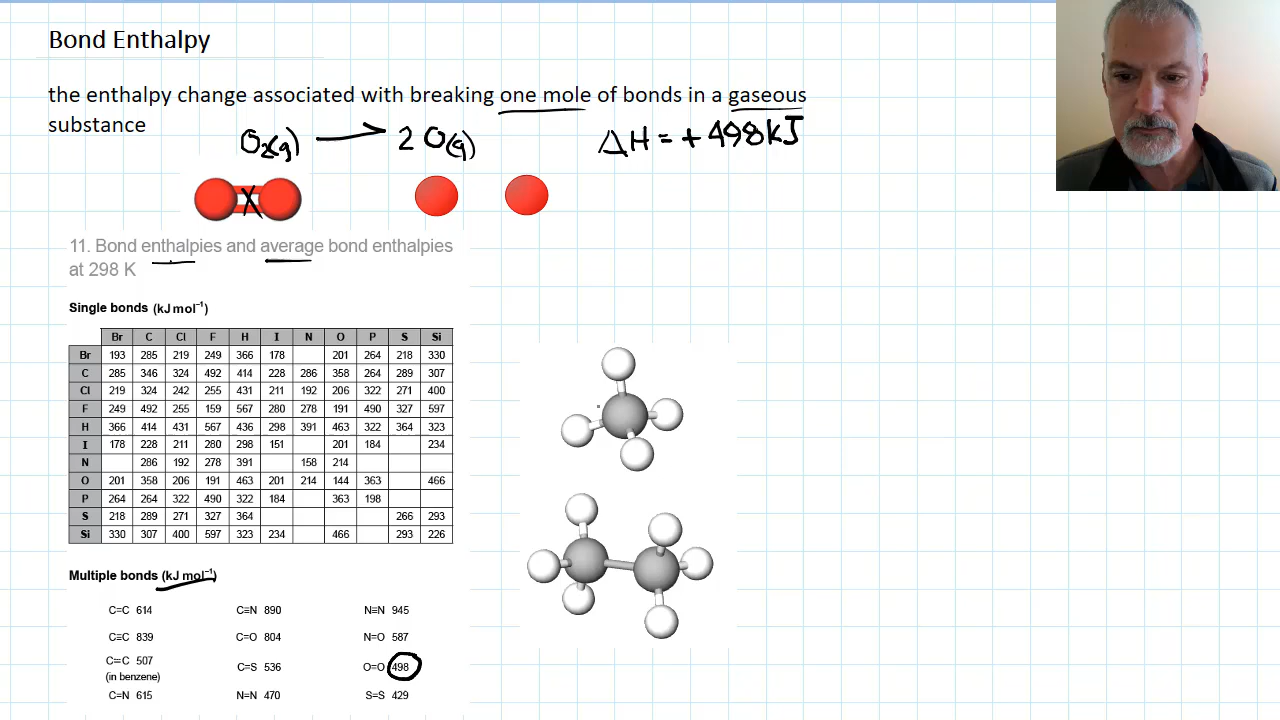 Bond Enthalpy
the enthalpy change associated with breaking one mole of bonds in a gaseous
substance
O₂(g) → 2 O(g) ΔH = + 498 kJ
X
11. Bond enthalpies and average bond enthalpies
at 298 K
Single bonds (kJ mol⁻¹)
Br C Cl F H I N O P S Si
Br 193 285 219 249 366 178 201 264 218 330
C 285 346 324 492 414 228 286 358 264 289 307
Cl 219 324 242 255 431 211 192 206 322 271 400
F 249 492 255 159 567 280 278 191 490 327 597
H 366 414 431 567 436 298 391 463 322 364 323
I 178 228 211 280 298 151 201 184 234
N 286 192 278 391 158 214
O 201 358 206 191 463 201 214 144 363 466
P 264 264 322 490 322 184 363 198
S 218 289 271 327 364 266 293
Si 330 307 400 597 323 234 466 293 226
Multiple bonds (kJ mol⁻¹)
C=C 614 C≡N 890 N≡N 945
C≡C 839 C=O 804 N=O 587
C=C 507 C=S 536 O=O 498
(in benzene)
C=N 615 N=N 470 S=S 429